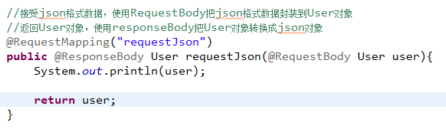 //接受json格式数据，使用RequestBody把json格式数据封装到User对象
//返回User对象，使用responseBody把User对象转换成json对象
@RequestMapping("requestJson")
public @ResponseBody User requestJson(@RequestBody User user){
System.out.println(user);
return user;
}